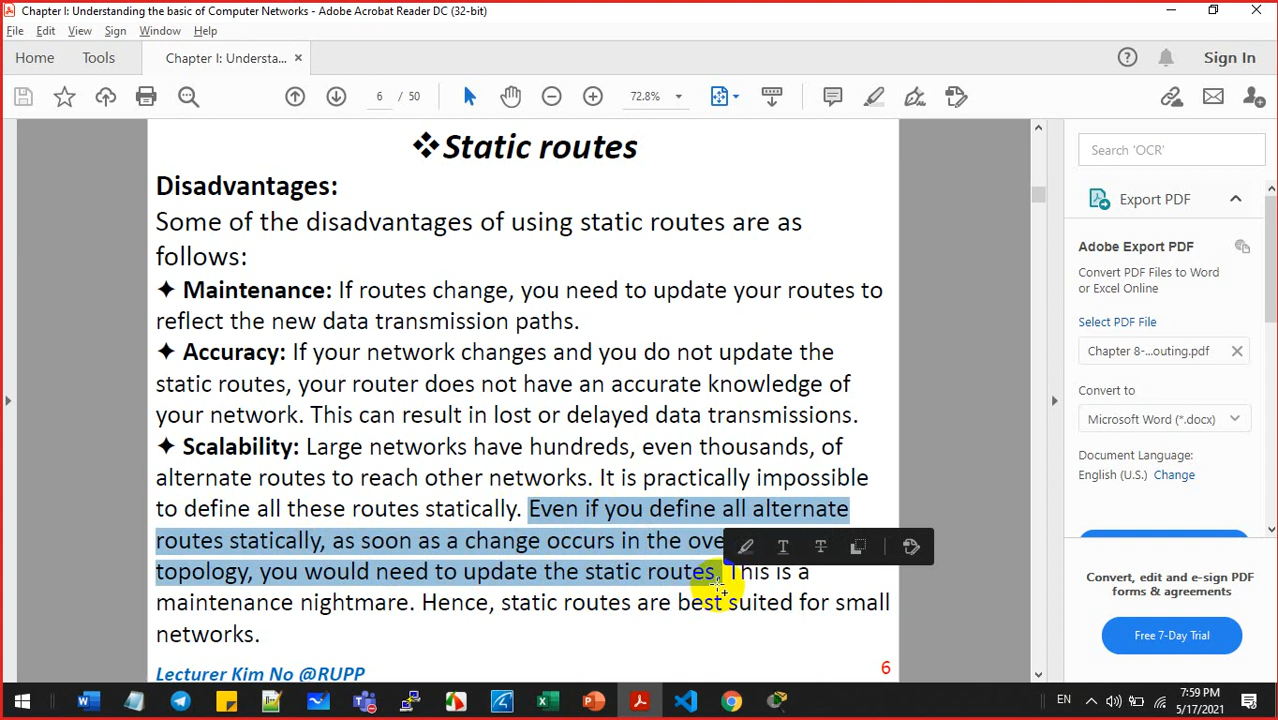 Chapter I: Understanding the basic of Computer Networks - Adobe Acrobat Reader DC (32-bit)
File Edit View Sign Window Help
Home Tools Chapter I: Understa... ×
Sign In
6 / 50
72.8%
❖Static routes
Disadvantages:
Some of the disadvantages of using static routes are as
follows:
✦ Maintenance: If routes change, you need to update your routes to
reflect the new data transmission paths.
✦ Accuracy: If your network changes and you do not update the
static routes, your router does not have an accurate knowledge of
your network. This can result in lost or delayed data transmissions.
✦ Scalability: Large networks have hundreds, even thousands, of
alternate routes to reach other networks. It is practically impossible
to define all these routes statically. Even if you define all alternate
routes statically, as soon as a change occurs in the ove
topology, you would need to update the static routes. This is a
maintenance nightmare. Hence, static routes are best suited for small
networks.
Lecturer Kim No @RUPP
6
Search 'OCR'
Export PDF
Adobe Export PDF
Convert PDF Files to Word
or Excel Online
Select PDF File
Chapter 8-...outing.pdf
Convert to
Microsoft Word (*.docx)
Document Language:
English (U.S.) Change
Convert, edit and e-sign PDF
forms & agreements
Free 7-Day Trial
EN
7:59 PM
5/17/2021